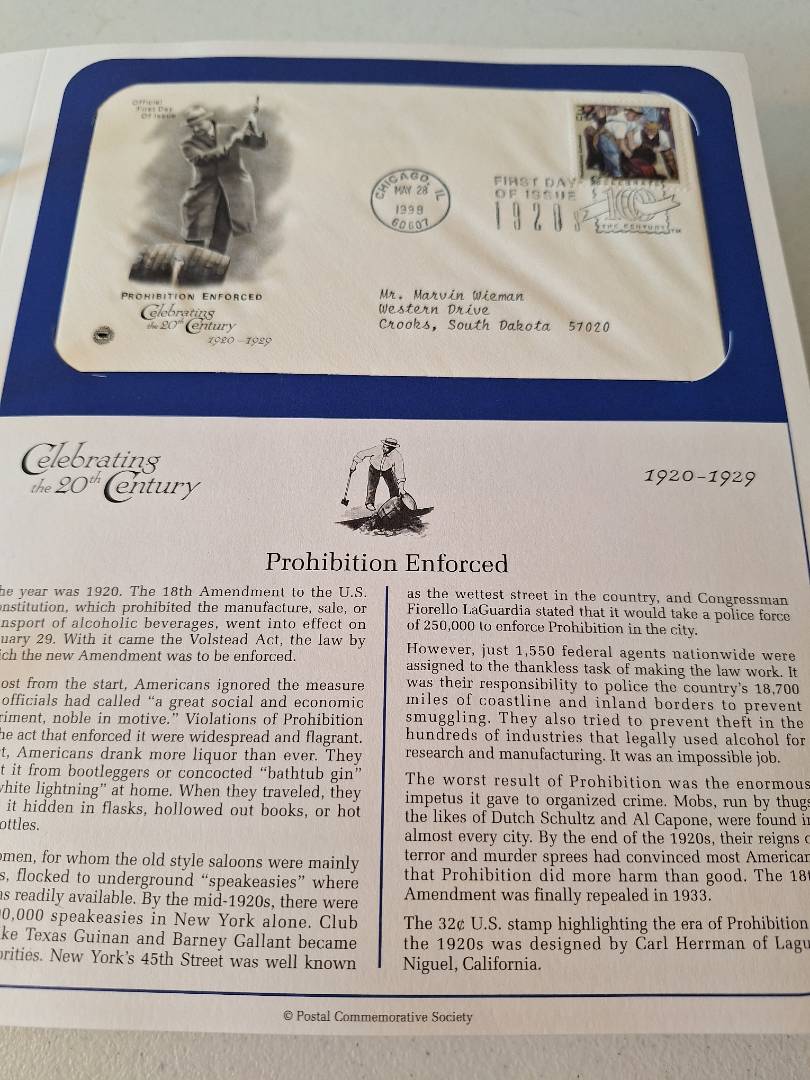 Official
First Day
Of Issue
CHICAGO, IL
MAY 28
1998
60607
FIRST DAY
OF ISSUE
1920s
CELEBRATE
THE CENTURY™
PROHIBITION ENFORCED
Celebrating
the 20th Century
1920–1929
Mr. Marvin Wieman
Western Drive
Crooks, South Dakota 57020
Celebrating
the 20th Century
1920–1929
Prohibition Enforced
he year was 1920. The 18th Amendment to the U.S.
nstitution, which prohibited the manufacture, sale, or
nsport of alcoholic beverages, went into effect on
uary 29. With it came the Volstead Act, the law by
ich the new Amendment was to be enforced.
ost from the start, Americans ignored the measure
officials had called “a great social and economic
riment, noble in motive.” Violations of Prohibition
he act that enforced it were widespread and flagrant.
t, Americans drank more liquor than ever. They
t it from bootleggers or concocted “bathtub gin”
white lightning” at home. When they traveled, they
it hidden in flasks, hollowed out books, or hot
ottles.
omen, for whom the old style saloons were mainly
s, flocked to underground “speakeasies” where
as readily available. By the mid-1920s, there were
0,000 speakeasies in New York alone. Club
ike Texas Guinan and Barney Gallant became
orities. New York’s 45th Street was well known
as the wettest street in the country, and Congressman
Fiorello LaGuardia stated that it would take a police force
of 250,000 to enforce Prohibition in the city.
However, just 1,550 federal agents nationwide were
assigned to the thankless task of making the law work. It
was their responsibility to police the country’s 18,700
miles of coastline and inland borders to prevent
smuggling. They also tried to prevent theft in the
hundreds of industries that legally used alcohol for
research and manufacturing. It was an impossible job.
The worst result of Prohibition was the enormous
impetus it gave to organized crime. Mobs, run by thugs
the likes of Dutch Schultz and Al Capone, were found in
almost every city. By the end of the 1920s, their reigns o
terror and murder sprees had convinced most American
that Prohibition did more harm than good. The 18t
Amendment was finally repealed in 1933.
The 32¢ U.S. stamp highlighting the era of Prohibition
the 1920s was designed by Carl Herrman of Lagu
Niguel, California.
© Postal Commemorative Society